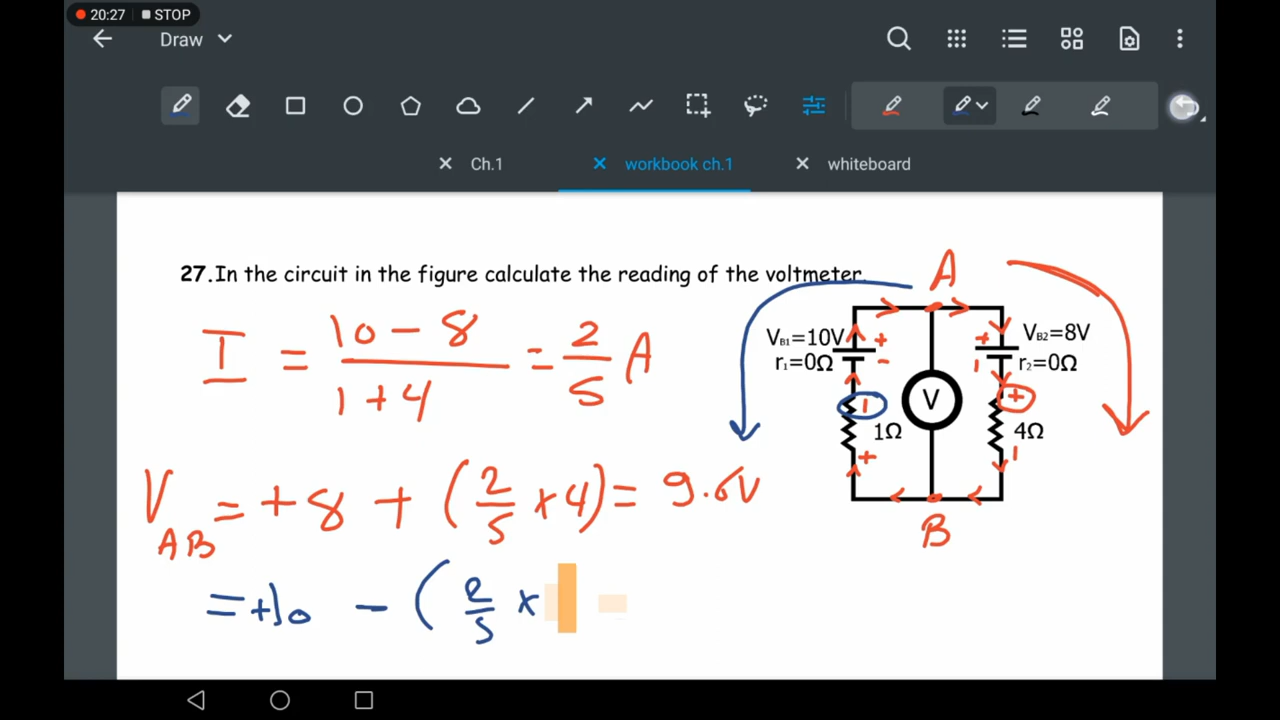 20:27 STOP
Draw
Ch.1 workbook ch.1 whiteboard
27.In the circuit in the figure calculate the reading of the voltmeter.
I = 10 - 8 / 1 + 4 = 2/5 A
V AB = +8 + (2/5 x 4) = 9.6V
= +10 - (2/5 x
A
VB1=10V
r1=0Ω
+
-
VB2=8V
r2=0Ω
+
-
V
1Ω
-
+
4Ω
+
-
B